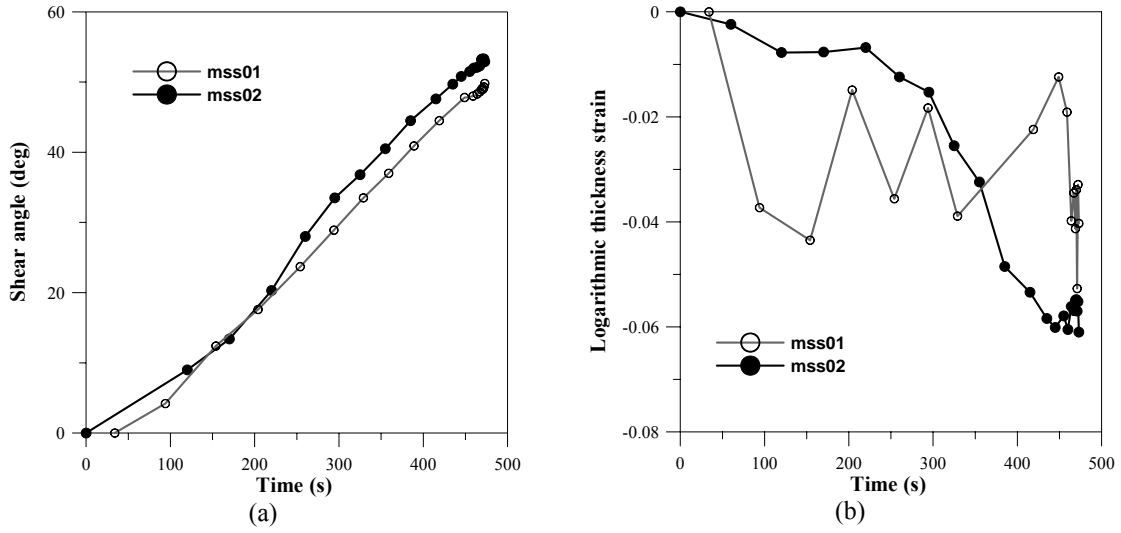 60
40
20
0
Shear angle (deg)
mss01
mss02
0 100 200 300 400 500
Time (s)
(a)
0
-0.02
-0.04
-0.06
-0.08
Logarithmic thickness strain
mss01
mss02
0 100 200 300 400 500
Time (s)
(b)